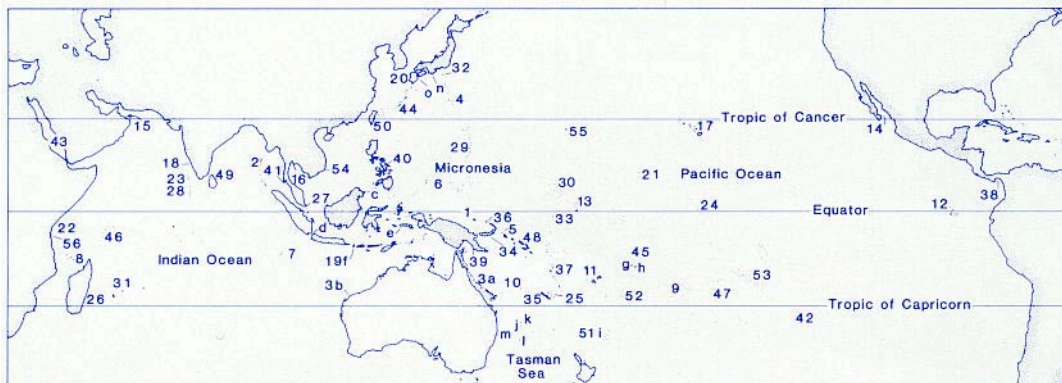 20 32
o n
44 4
Tropic of Cancer
15 50 55 17 14
43
18 2 41 54 40 29 Micronesia 21 Pacific Ocean
23 49 16 6 30
28 27 c 13 24 12 38
1 36 33 Equator
22 46 d e 5 48
56 34 45
8 Indian Ocean 7 19f 39 37 11 g h 53
31 3b 3a 10 9 47
26 35 25 52 Tropic of Capricorn
k 42
m j l 51 i
Tasman
Sea